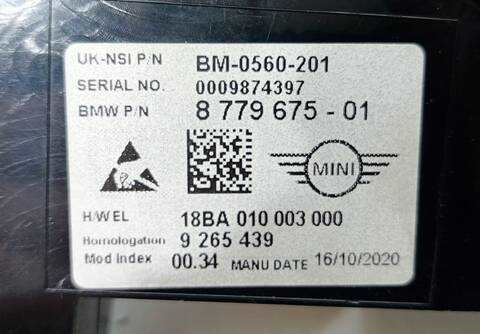 UK-NSI P/N BM-0560-201
SERIAL NO. 0009874397
BMW P/N 8 779 675 - 01
MINI
H/W EL 18BA 010 003 000
Homologation 9 265 439
Mod Index 00.34 MANU DATE 16/10/2020